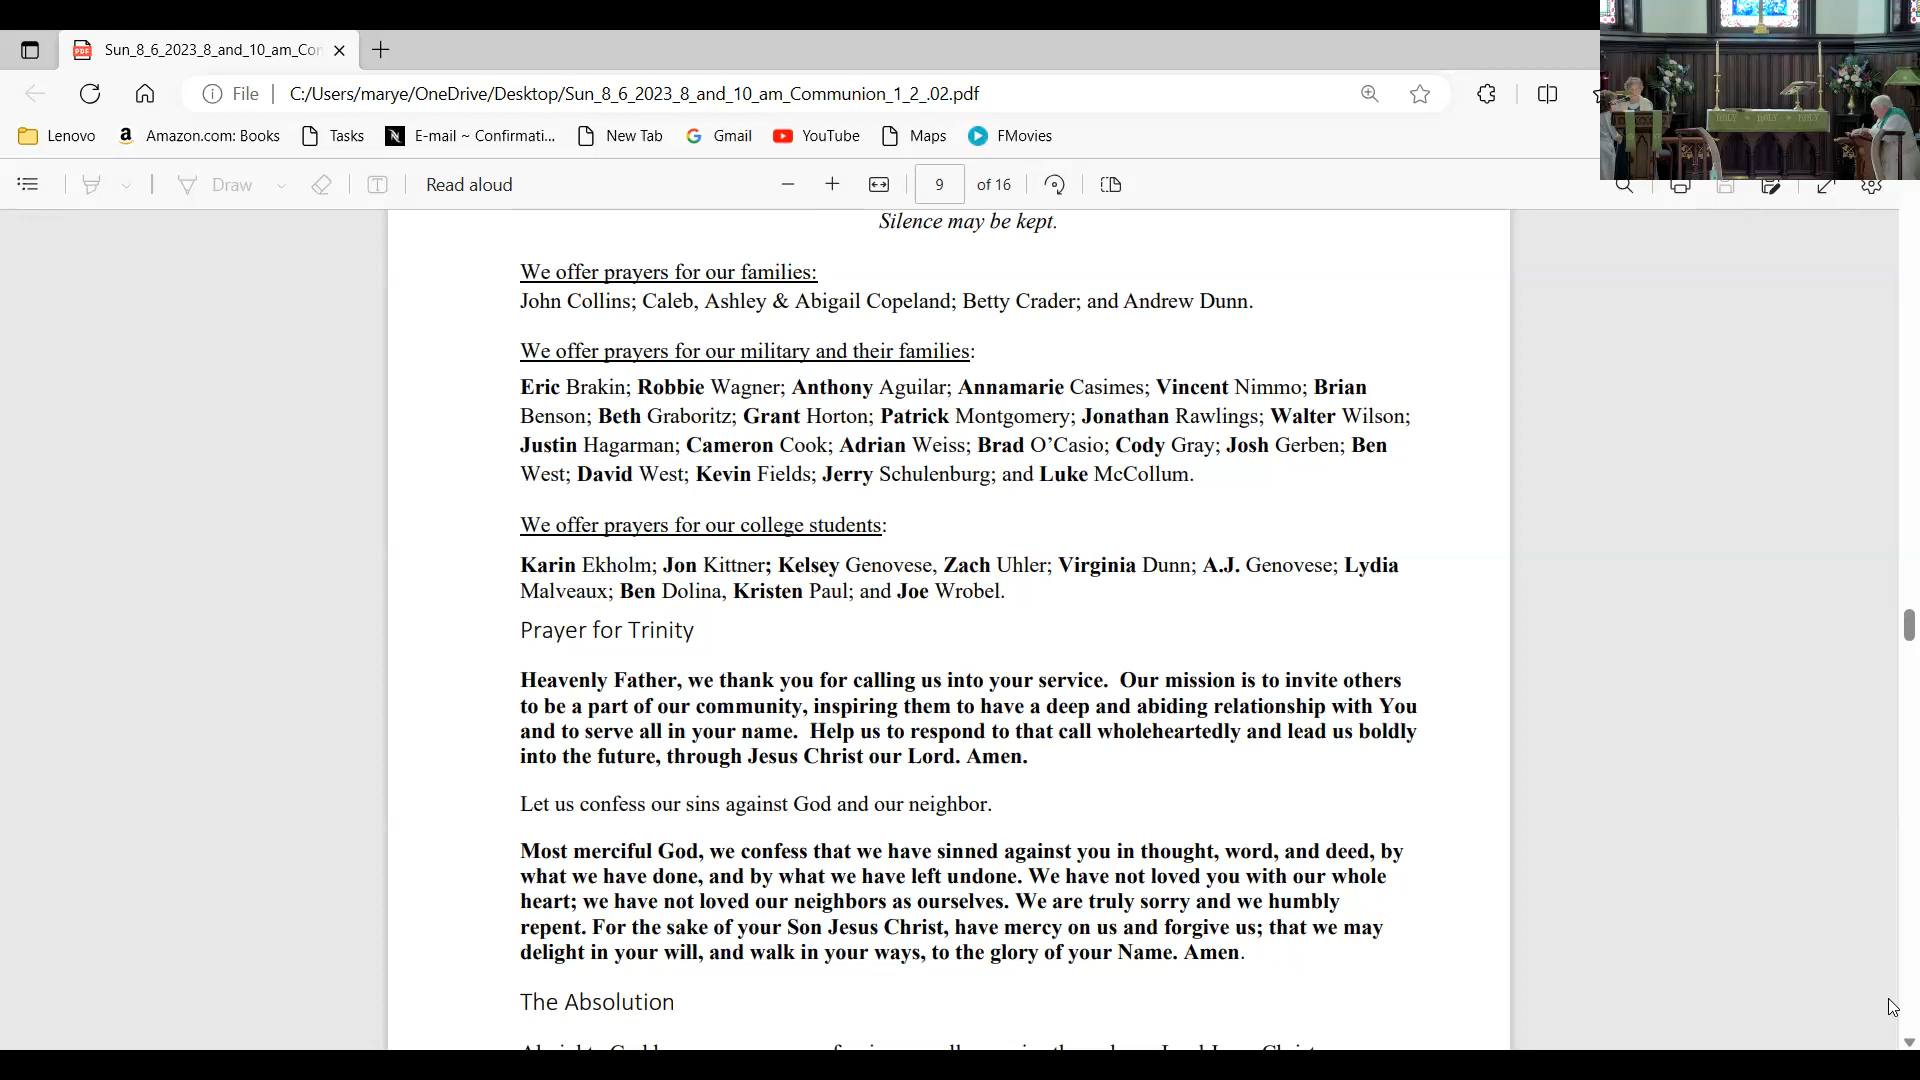 Sun_8_6_2023_8_and_10_am_Con
File
C:/Users/marye/OneDrive/Desktop/Sun_8_6_2023_8_and_10_am_Communion_1_2_.02.pdf
Lenovo
Amazon.com: Books
Tasks
E-mail ~ Confirmati...
New Tab
Gmail
YouTube
Maps
FMovies
Draw
Read aloud
9
of 16
HOLY HOLY HOLY
Silence may be kept.
We offer prayers for our families:
John Collins; Caleb, Ashley & Abigail Copeland; Betty Crader; and Andrew Dunn.
We offer prayers for our military and their families:
Eric Brakin; Robbie Wagner; Anthony Aguilar; Annamarie Casimes; Vincent Nimmo; Brian
Benson; Beth Graboritz; Grant Horton; Patrick Montgomery; Jonathan Rawlings; Walter Wilson;
Justin Hagarman; Cameron Cook; Adrian Weiss; Brad O’Casio; Cody Gray; Josh Gerben; Ben
West; David West; Kevin Fields; Jerry Schulenburg; and Luke McCollum.
We offer prayers for our college students:
Karin Ekholm; Jon Kittner; Kelsey Genovese, Zach Uhler; Virginia Dunn; A.J. Genovese; Lydia
Malveaux; Ben Dolina, Kristen Paul; and Joe Wrobel.
Prayer for Trinity
Heavenly Father, we thank you for calling us into your service.  Our mission is to invite others
to be a part of our community, inspiring them to have a deep and abiding relationship with You
and to serve all in your name.  Help us to respond to that call wholeheartedly and lead us boldly
into the future, through Jesus Christ our Lord. Amen.
Let us confess our sins against God and our neighbor.
Most merciful God, we confess that we have sinned against you in thought, word, and deed, by
what we have done, and by what we have left undone. We have not loved you with our whole
heart; we have not loved our neighbors as ourselves. We are truly sorry and we humbly
repent. For the sake of your Son Jesus Christ, have mercy on us and forgive us; that we may
delight in your will, and walk in your ways, to the glory of your Name. Amen.
The Absolution